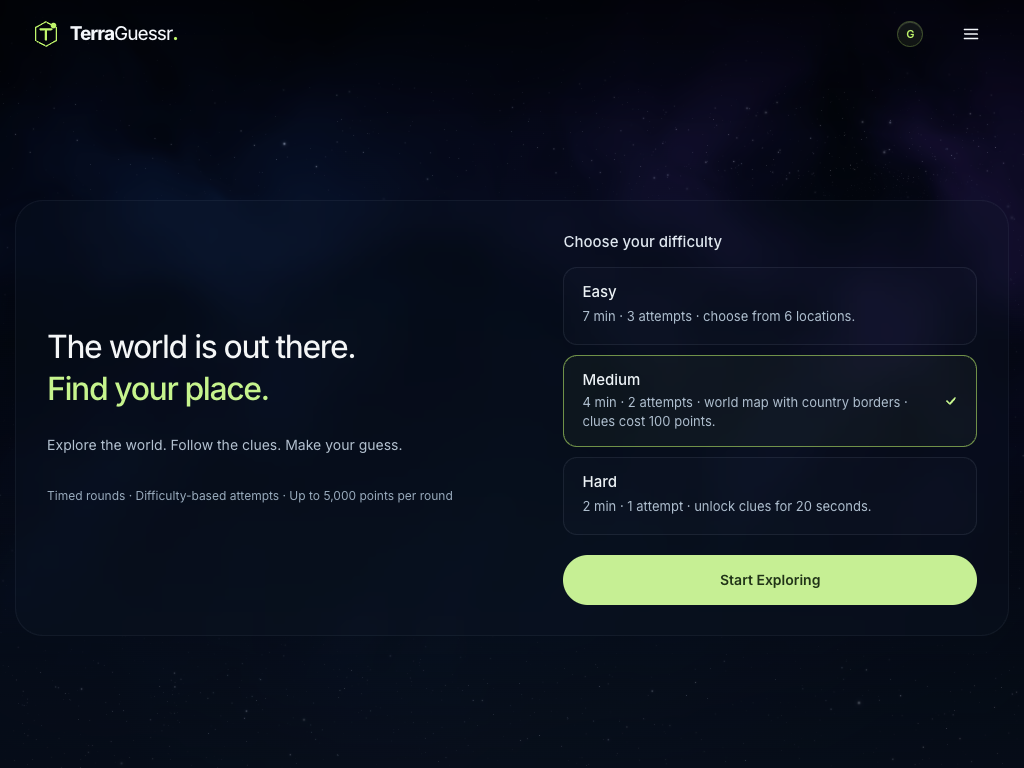 TerraGuessr.
G
The world is out there.
Find your place.
Explore the world. Follow the clues. Make your guess.
Timed rounds · Difficulty-based attempts · Up to 5,000 points per round
Choose your difficulty
Easy
7 min · 3 attempts · choose from 6 locations.
Medium
4 min · 2 attempts · world map with country borders ·
clues cost 100 points.
Hard
2 min · 1 attempt · unlock clues for 20 seconds.
Start Exploring